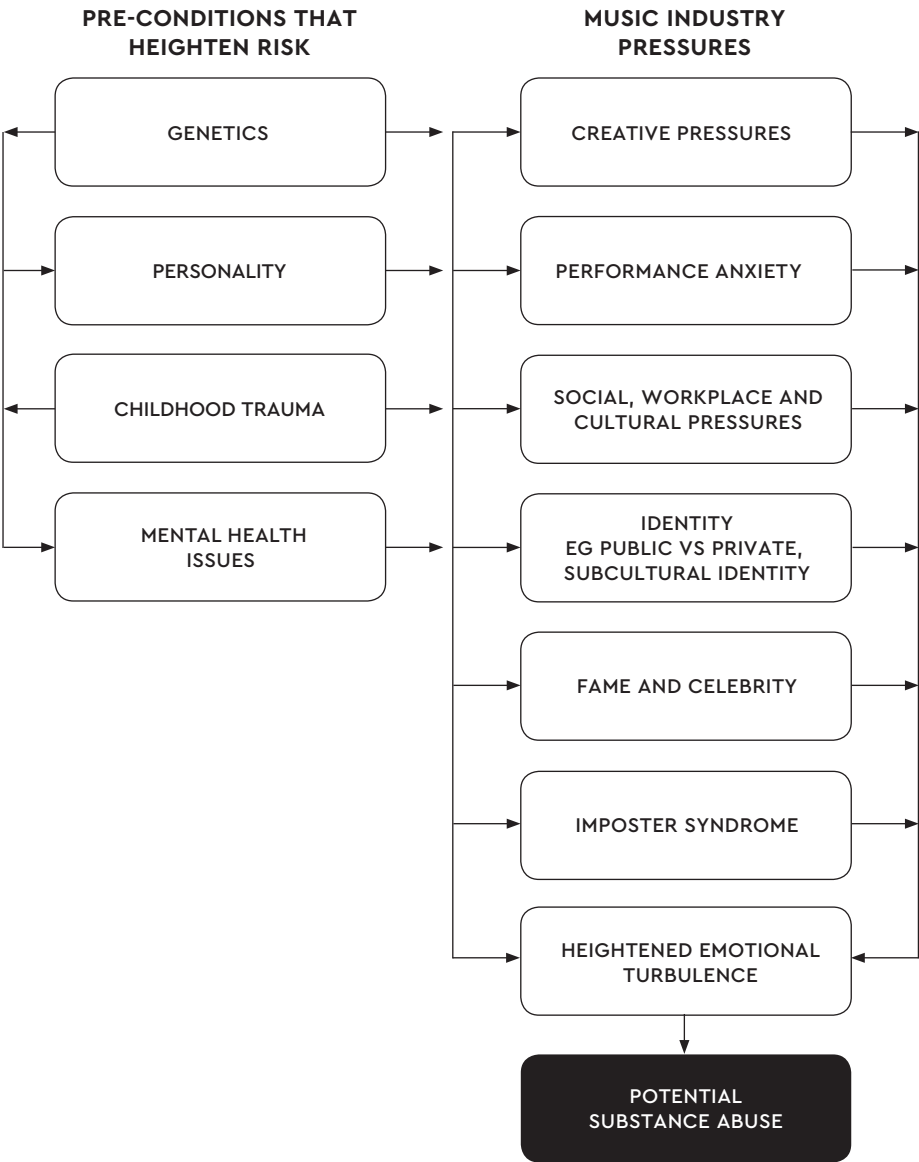 PRE-CONDITIONS THAT
HEIGHTEN RISK
GENETICS
PERSONALITY
CHILDHOOD TRAUMA
MENTAL HEALTH
ISSUES
MUSIC INDUSTRY
PRESSURES
CREATIVE PRESSURES
PERFORMANCE ANXIETY
SOCIAL, WORKPLACE AND
CULTURAL PRESSURES
IDENTITY
EG PUBLIC VS PRIVATE,
SUBCULTURAL IDENTITY
FAME AND CELEBRITY
IMPOSTER SYNDROME
HEIGHTENED EMOTIONAL
TURBULENCE
POTENTIAL
SUBSTANCE ABUSE